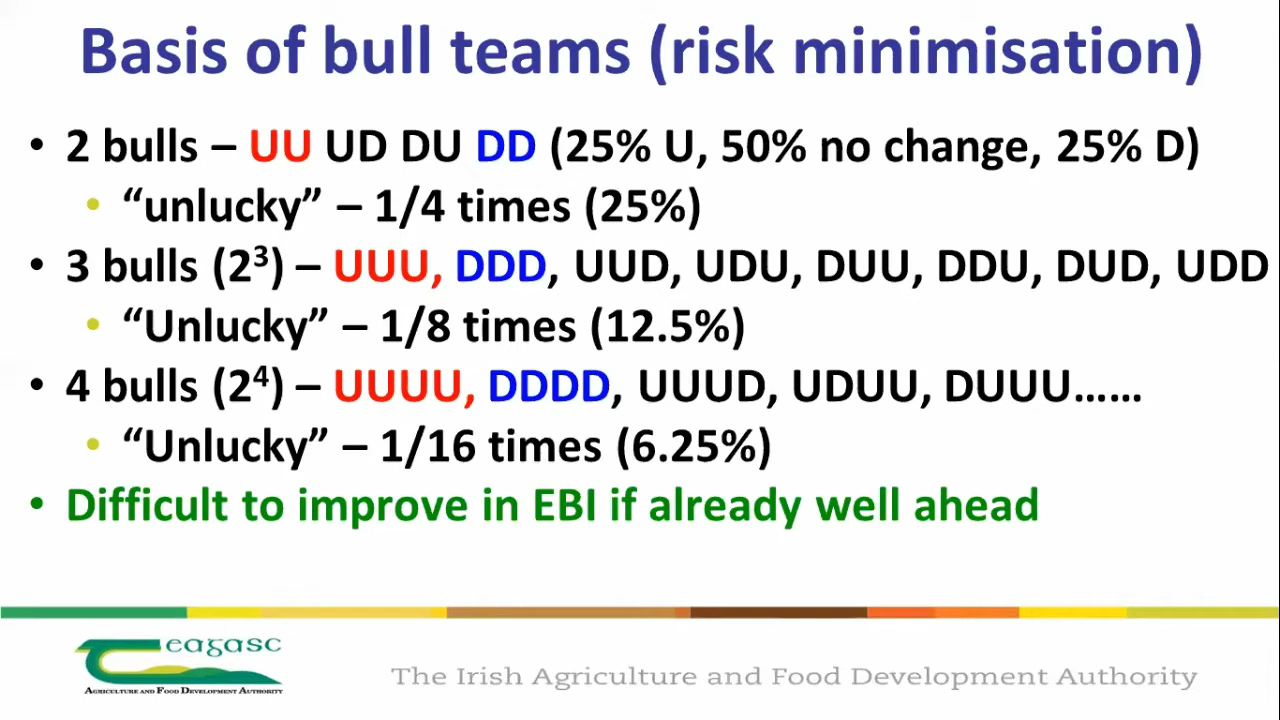 Basis of bull teams (risk minimisation)
• 2 bulls – UU UD DU DD (25% U, 50% no change, 25% D)
• “unlucky” – 1/4 times (25%)
• 3 bulls (2³) – UUU, DDD, UUD, UDU, DUU, DDU, DUD, UDD
• “Unlucky” – 1/8 times (12.5%)
• 4 bulls (2⁴) – UUUU, DDDD, UUUD, UDUU, DUUU……
• “Unlucky” – 1/16 times (6.25%)
• Difficult to improve in EBI if already well ahead
Teagasc
AGRICULTURE AND FOOD DEVELOPMENT AUTHORITY
The Irish Agriculture and Food Development Authority